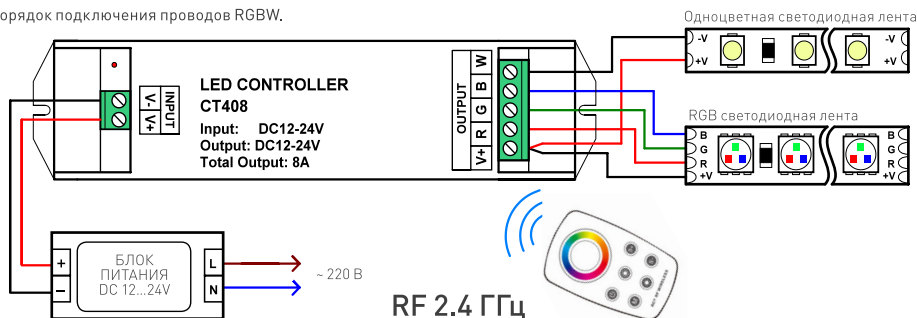 орядок подключения проводов RGBW.
Одноцветная светодиодная лента
-V
+V
-V
+V
INPUT
V-
V+
LED CONTROLLER
CT408
Input: DC12-24V
Output: DC12-24V
Total Output: 8A
OUTPUT
W
B
G
R
V+
RGB светодиодная лента
B
G
R
+V
B
G
R
+V
+
−
БЛОК
ПИТАНИЯ
DC 12...24V
L
N
~ 220 В
RF 2.4 ГГц